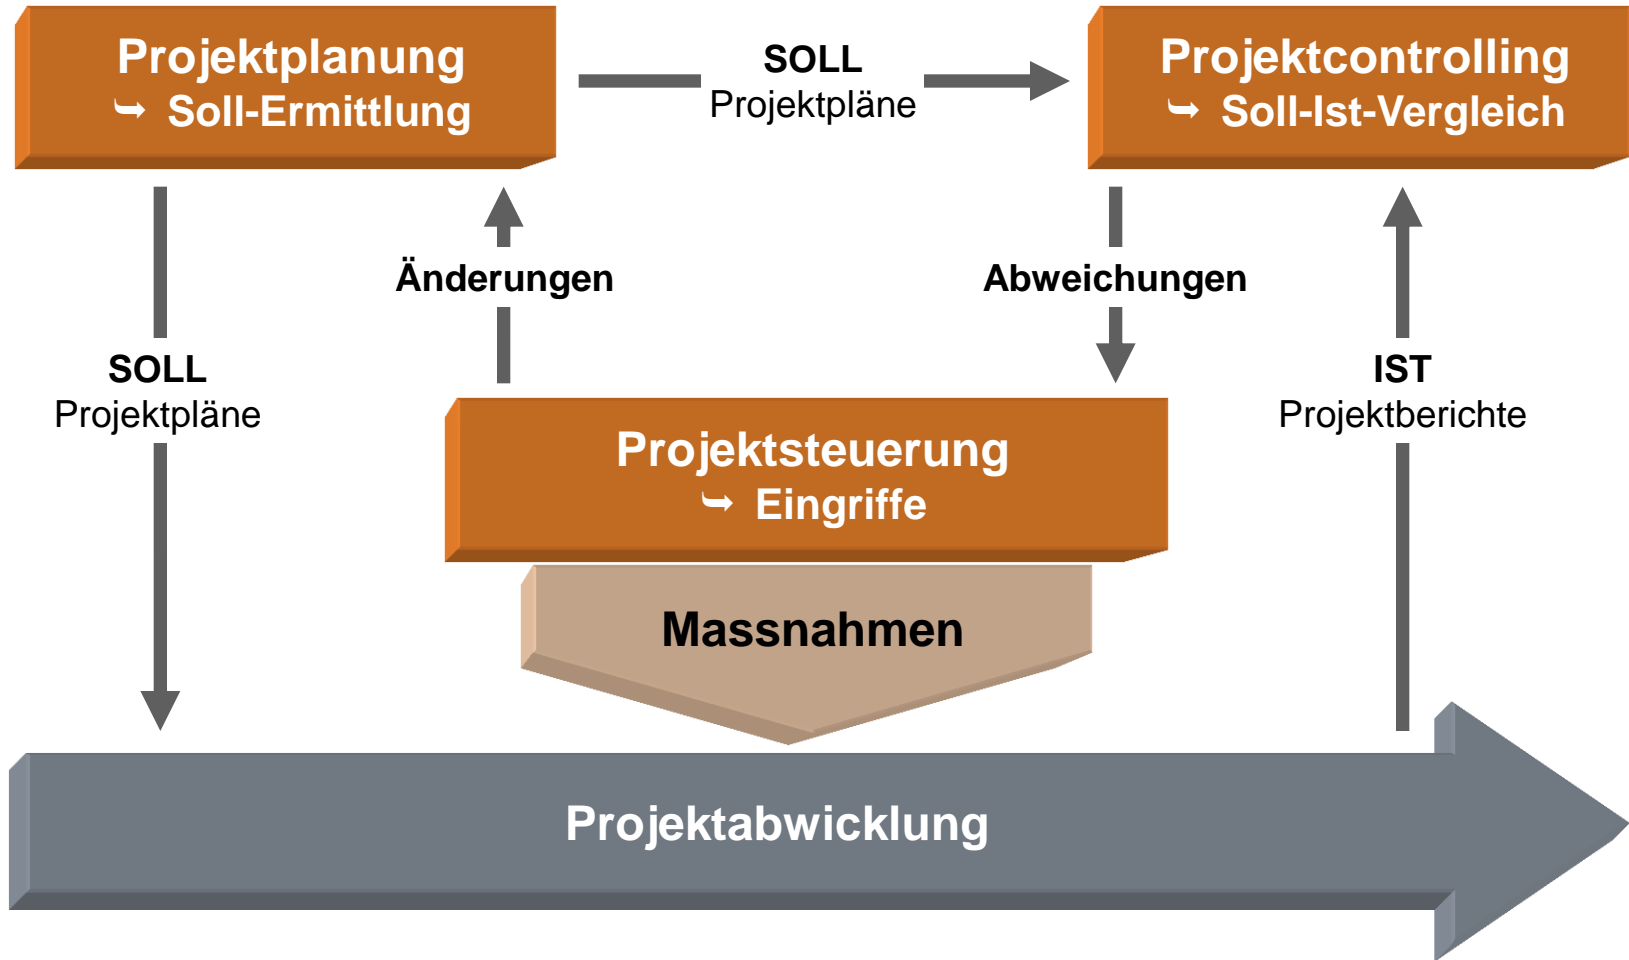 Projektplanung
➥ Soll-Ermittlung
SOLL
Projektpläne
Projektcontrolling
➥ Soll-Ist-Vergleich
Änderungen
Abweichungen
SOLL
Projektpläne
IST
Projektberichte
Projektsteuerung
➥ Eingriffe
Massnahmen
Projektabwicklung